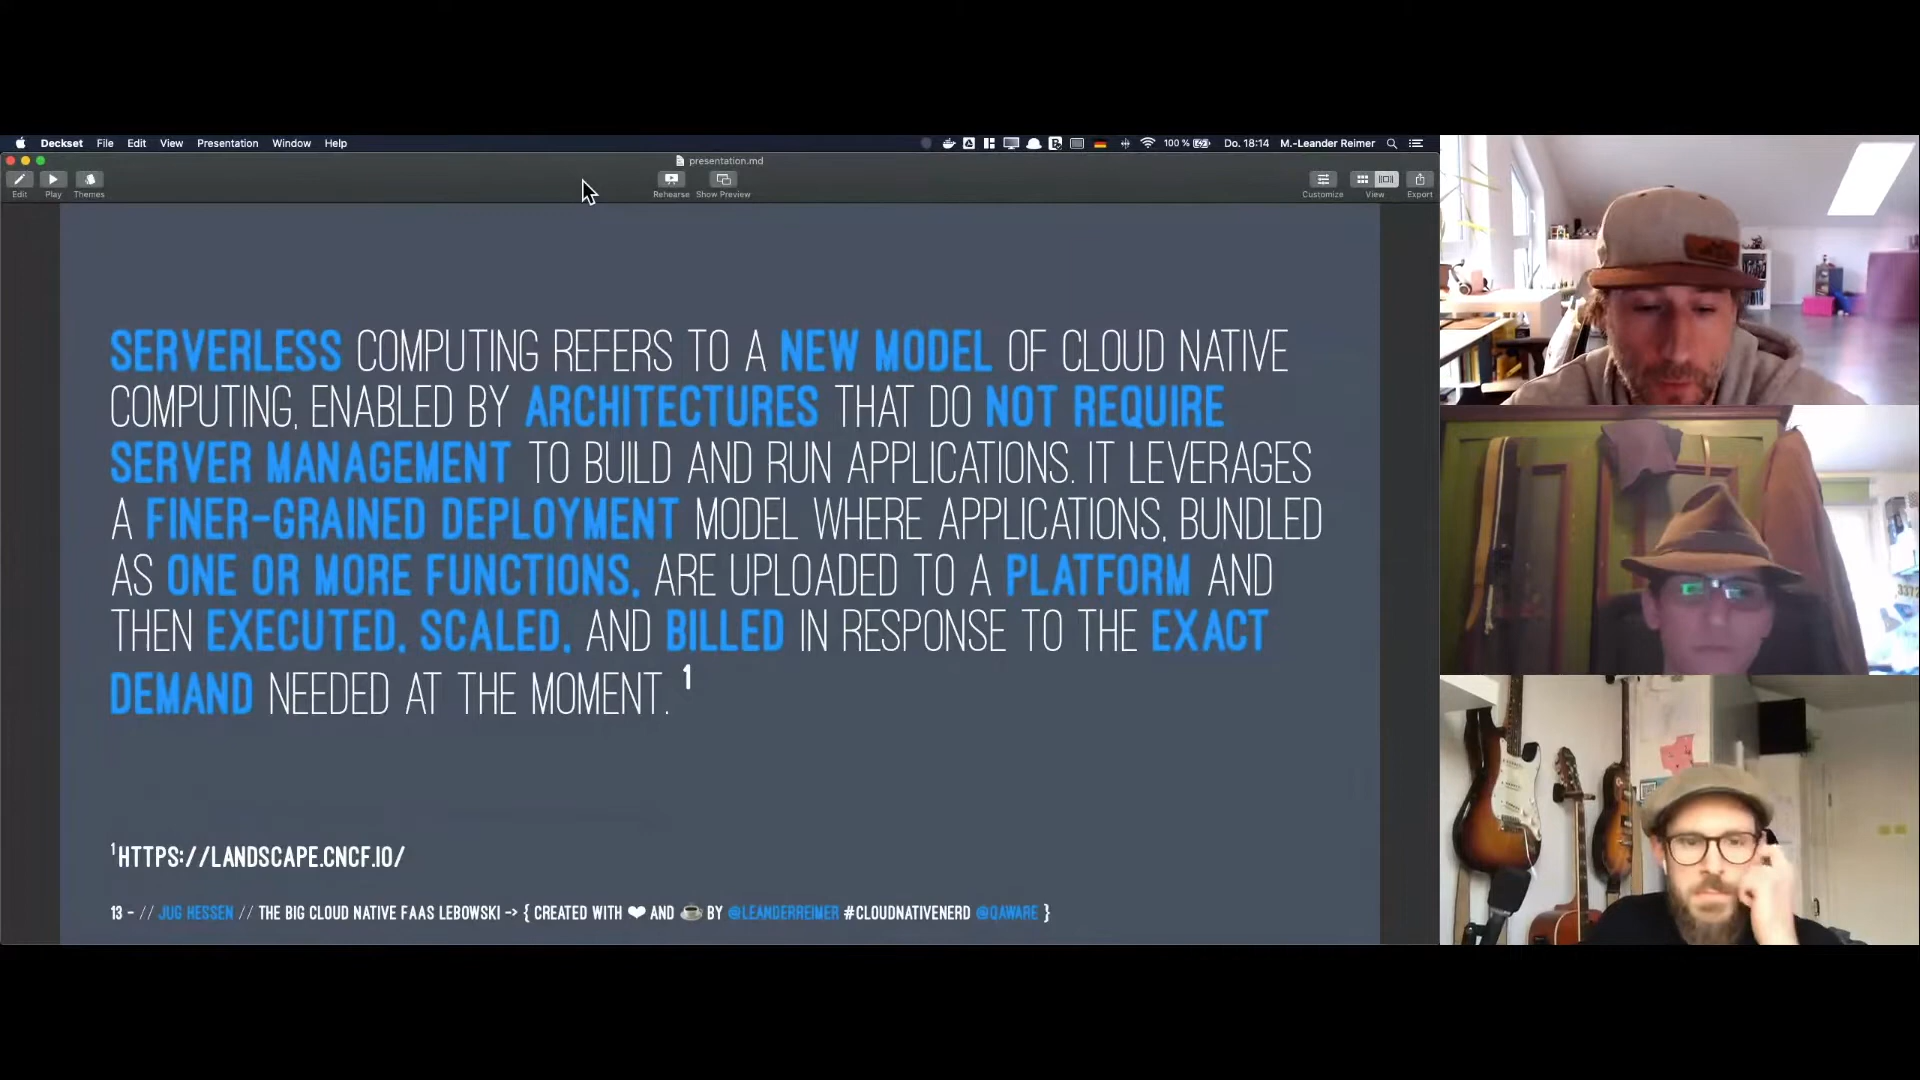 Deckset File Edit View Presentation Window Help
100 % Do. 18:14 M.-Leander Reimer
presentation.md
Edit Play Themes Rehearse Show Preview Customize View Export
SERVERLESS COMPUTING REFERS TO A NEW MODEL OF CLOUD NATIVE
COMPUTING, ENABLED BY ARCHITECTURES THAT DO NOT REQUIRE
SERVER MANAGEMENT TO BUILD AND RUN APPLICATIONS. IT LEVERAGES
A FINER-GRAINED DEPLOYMENT MODEL WHERE APPLICATIONS, BUNDLED
AS ONE OR MORE FUNCTIONS, ARE UPLOADED TO A PLATFORM AND
THEN EXECUTED, SCALED, AND BILLED IN RESPONSE TO THE EXACT
DEMAND NEEDED AT THE MOMENT. 1
1 HTTPS://LANDSCAPE.CNCF.IO/
13 – // JUG HESSEN // THE BIG CLOUD NATIVE FAAS LEBOWSKI -> { CREATED WITH ❤ AND ☕ BY @LEANDERREIMER #CLOUDNATIVENERD @QAWARE }